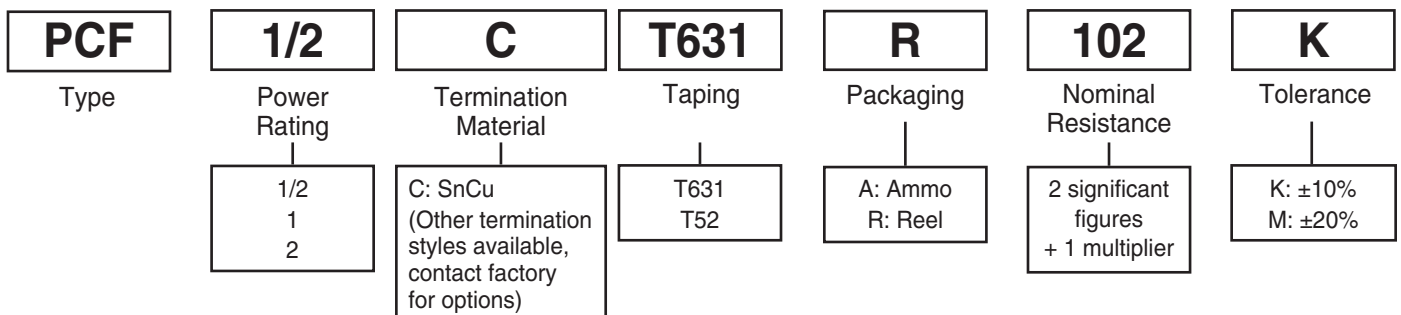 PCF 1/2 C T631 R 102 K
Type
Power
Rating
Termination
Material
Taping
Packaging
Nominal
Resistance
Tolerance
1/2
1
2
C: SnCu
(Other termination
styles available,
contact factory
for options)
T631
T52
A: Ammo
R: Reel
2 significant
figures
+ 1 multiplier
K: ±10%
M: ±20%